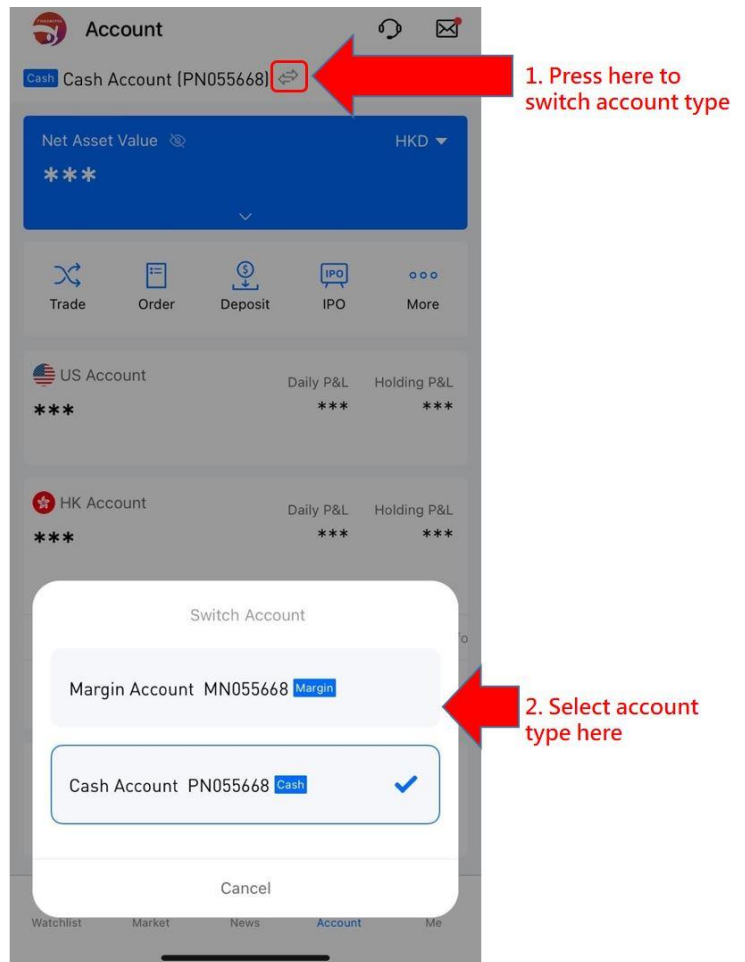 Account
Cash Cash Account (PN055668)
1. Press here to
switch account type
Net Asset Value HKD
***
Trade Order Deposit IPO More
US Account Daily P&L Holding P&L
*** *** ***
HK Account Daily P&L Holding P&L
*** *** ***
Switch Account
Margin Account MN055668 Margin
2. Select account
type here
Cash Account PN055668 Cash
Cancel
Watchlist Market News Account Me